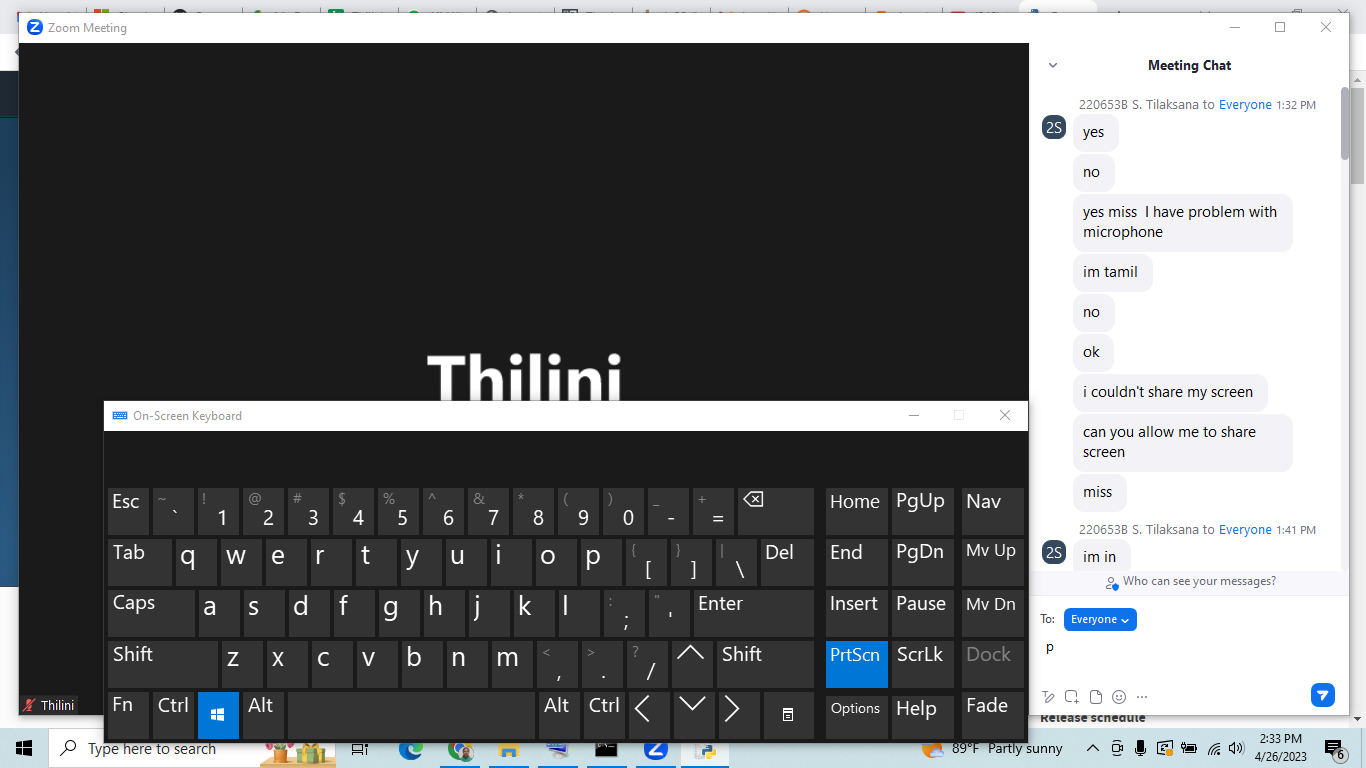 Zoom Meeting
Thilini
Thilini
Meeting Chat
220653B S. Tilaksana to Everyone 1:32 PM
2S
yes
no
yes miss I have problem with
microphone
im tamil
no
ok
i couldn't share my screen
can you allow me to share
screen
miss
220653B S. Tilaksana to Everyone 1:41 PM
2S
im in
Who can see your messages?
To: Everyone
p
Release schedule
On-Screen Keyboard
Esc ~ ` ! 1 @ 2 # 3 $ 4 % 5 ^ 6 & 7 * 8 ( 9 ) 0 _ - + = Home PgUp Nav
Tab q w e r t y u i o p { [ } ] | \ Del End PgDn Mv Up
Caps a s d f g h j k l : ; " ' Enter Insert Pause Mv Dn
Shift z x c v b n m < , > . ? / Shift PrtScn ScrLk Dock
Fn Ctrl Alt Alt Ctrl Options Help Fade
Type here to search
89°F Partly sunny
2:33 PM
4/26/2023
6